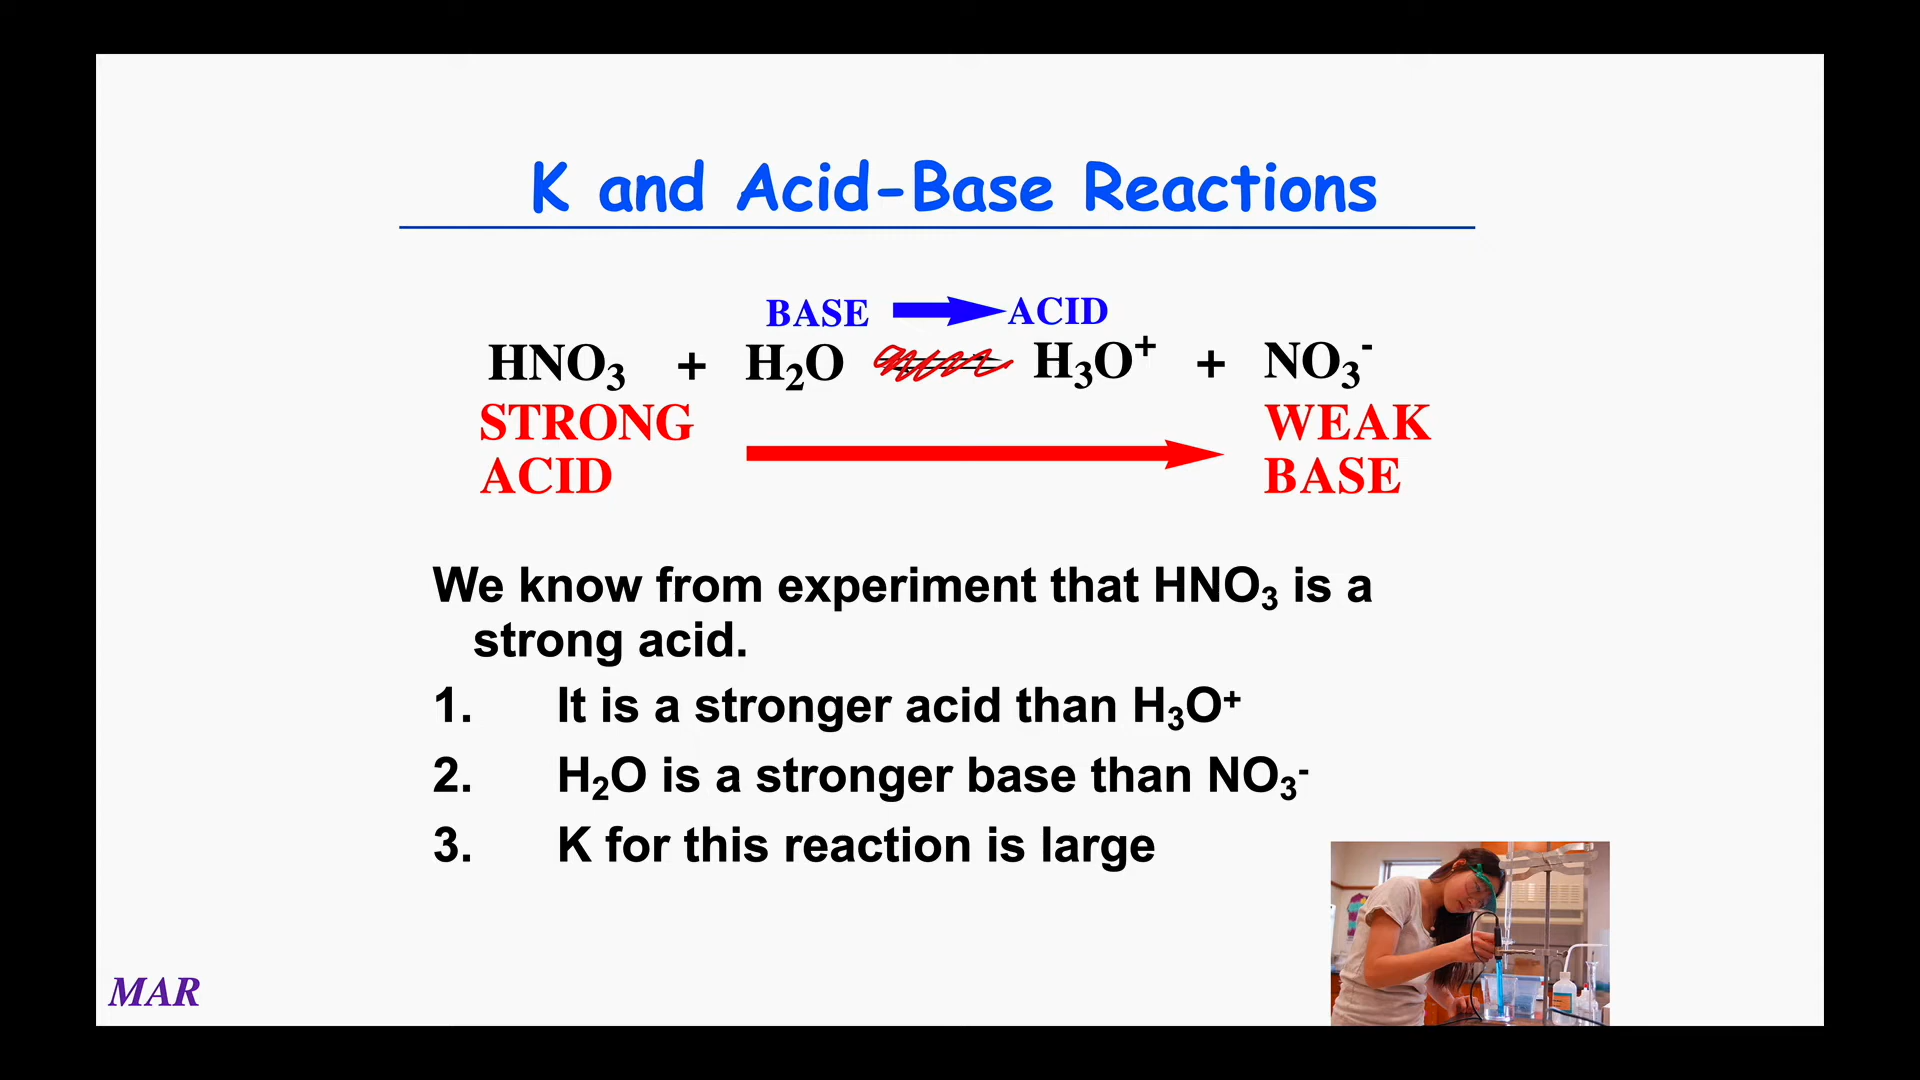 K and Acid-Base Reactions
BASE ACID
HNO₃ + H₂O H₃O⁺ + NO₃⁻
STRONG ACID
WEAK BASE
We know from experiment that HNO₃ is a
strong acid.
1. It is a stronger acid than H₃O⁺
2. H₂O is a stronger base than NO₃⁻
3. K for this reaction is large
MAR